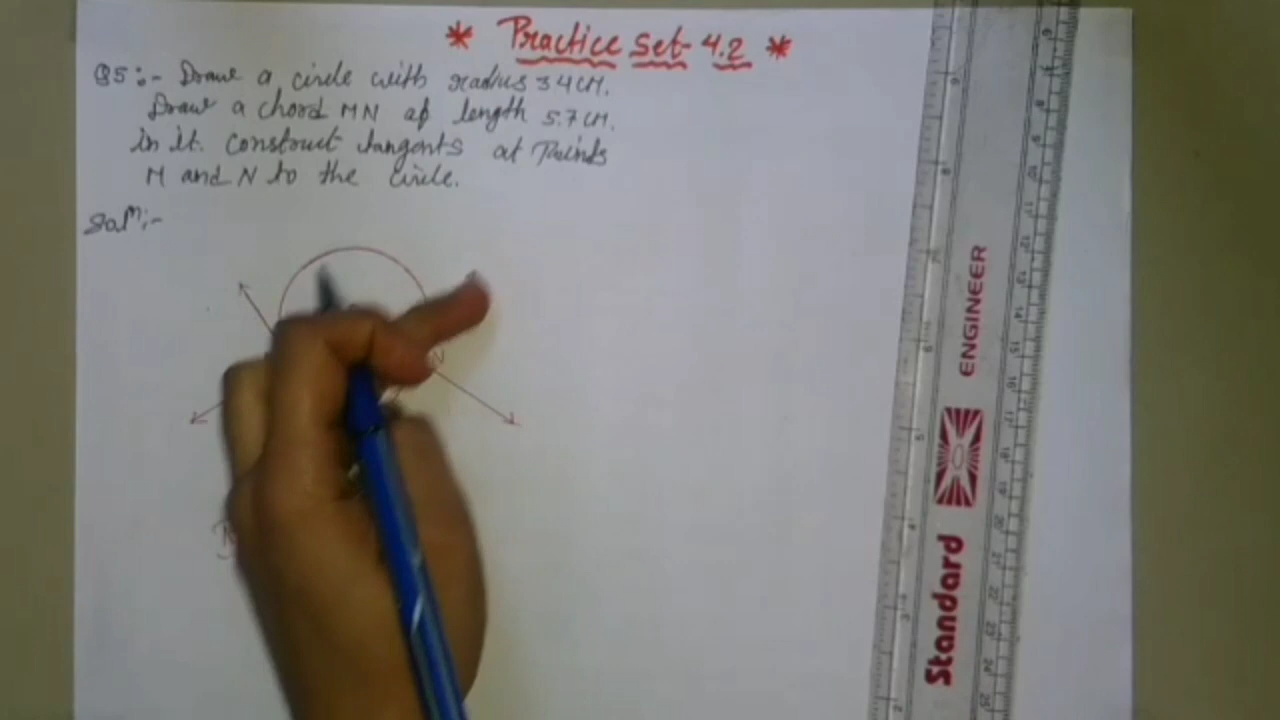 * Practice Set-4.2 *
Q5:- Draw a circle with radius 3.4 CM.
Draw a chord MN of length 5.7 CM.
in it. Construct tangents at Points
M and N to the circle.
Solⁿ:-
N
ENGINEER
Standard